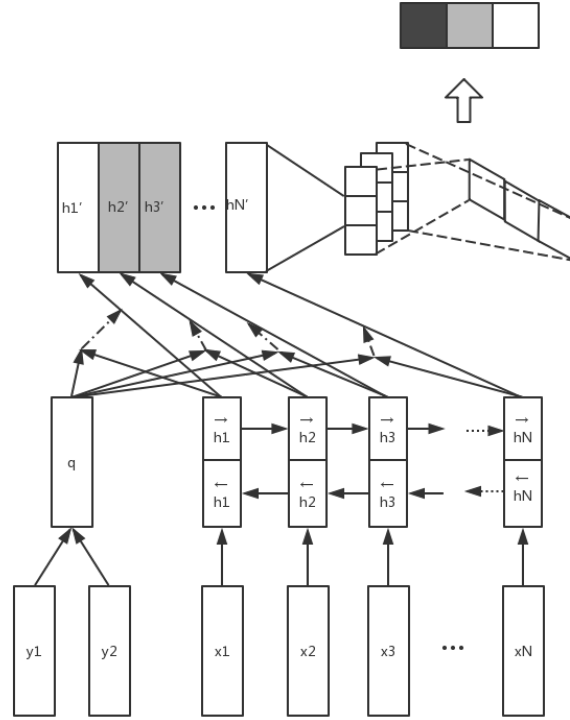 h1' h2' h3' ... hN'
q
→ → → →
h1 h2 h3 hN
← ← ← ←
h1 h2 h3 hN
y1 y2 x1 x2 x3 ... xN